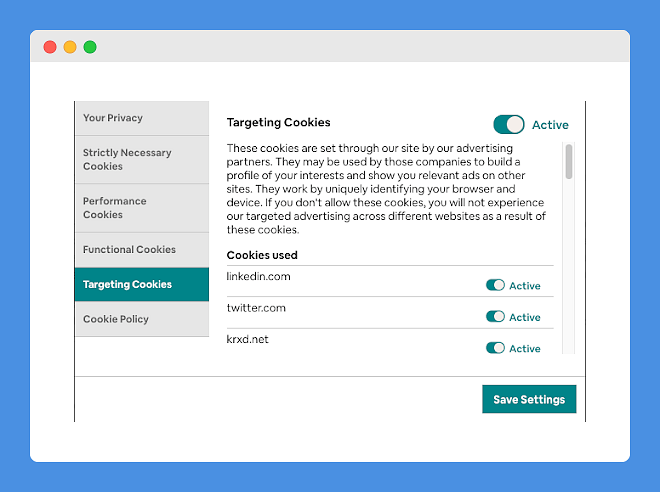 Your Privacy
Strictly Necessary
Cookies
Performance
Cookies
Functional Cookies
Targeting Cookies
Cookie Policy
Targeting Cookies
Active
These cookies are set through our site by our advertising
partners. They may be used by those companies to build a
profile of your interests and show you relevant ads on other
sites. They work by uniquely identifying your browser and
device. If you don't allow these cookies, you will not experience
our targeted advertising across different websites as a result of
these cookies.
Cookies used
linkedin.com
Active
twitter.com
Active
krxd.net
Active
Save Settings